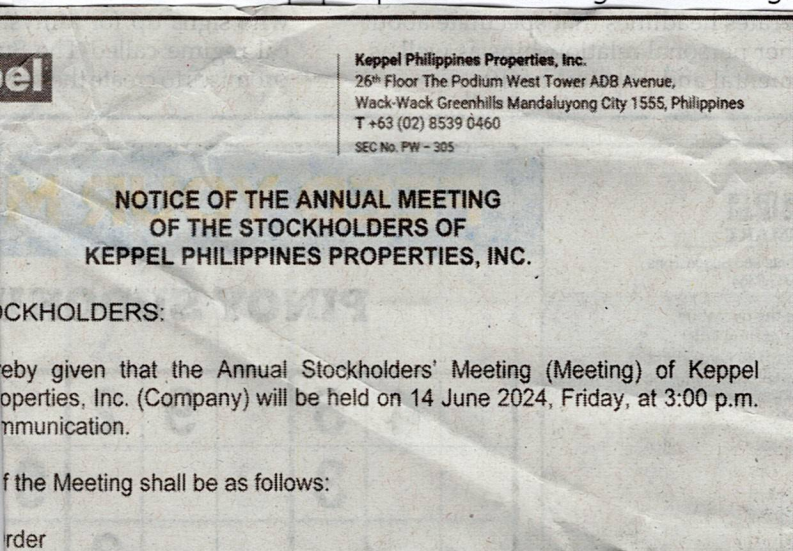 pel
Keppel Philippines Properties, Inc.
26th Floor The Podium West Tower ADB Avenue,
Wack-Wack Greenhills Mandaluyong City 1555, Philippines
T +63 (02) 8539 0460
SEC No. PW – 305
NOTICE OF THE ANNUAL MEETING
OF THE STOCKHOLDERS OF
KEPPEL PHILIPPINES PROPERTIES, INC.
OCKHOLDERS:
reby given that the Annual Stockholders' Meeting (Meeting) of Keppel
operties, Inc. (Company) will be held on 14 June 2024, Friday, at 3:00 p.m.
mmunication.
f the Meeting shall be as follows:
rder